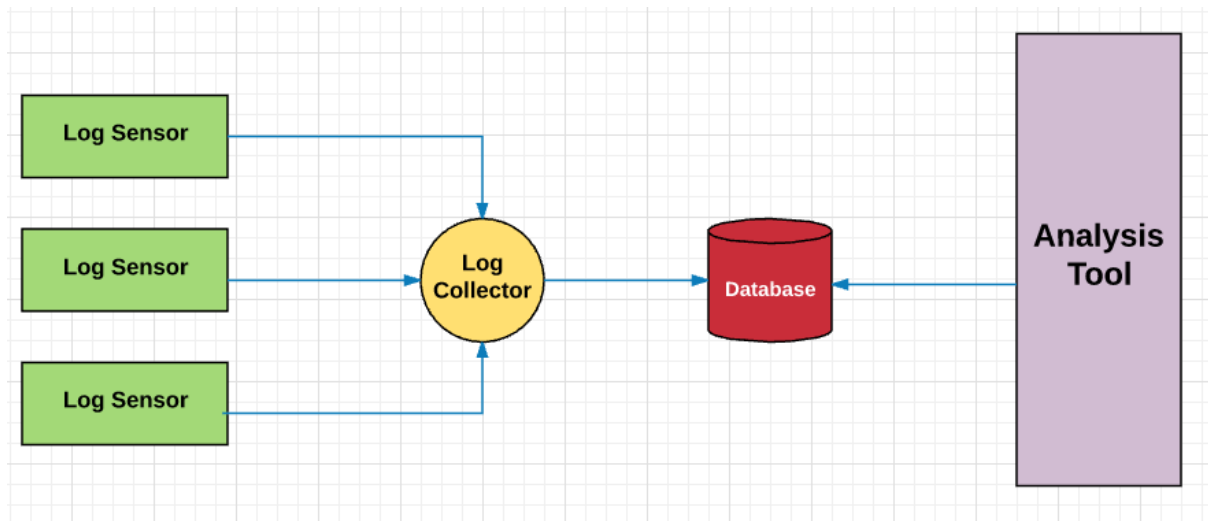 Log Sensor
Log Sensor
Log Sensor
Log
Collector
Database
Analysis
Tool